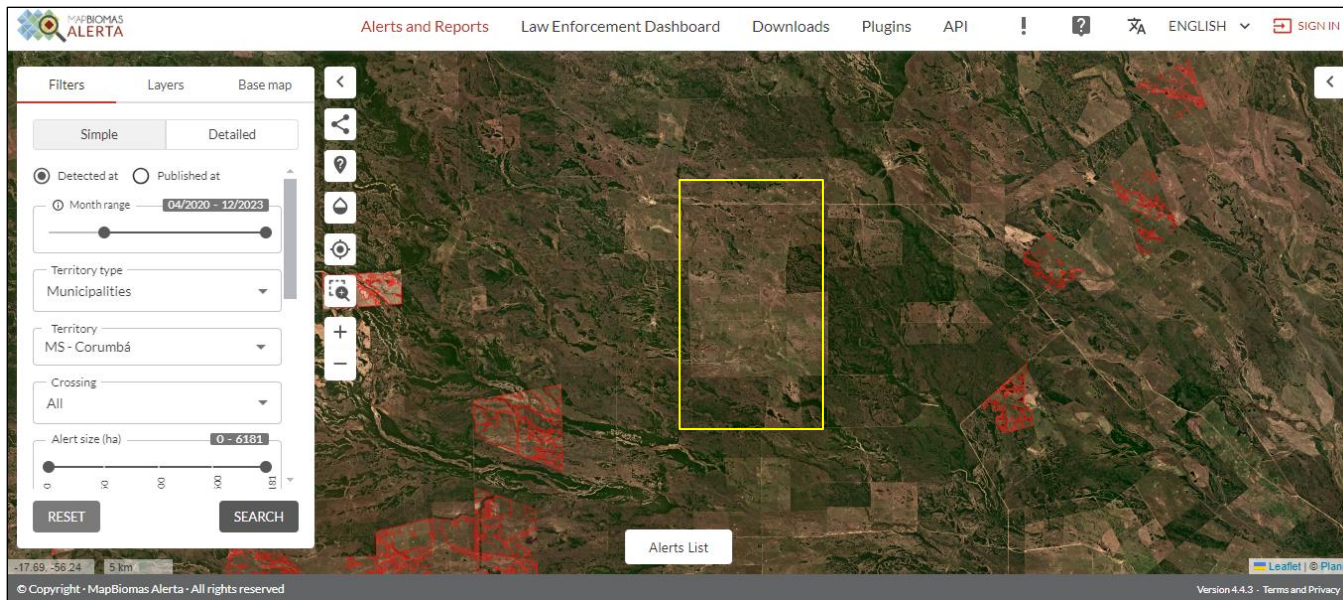 MAPBIOMAS
ALERTA
Alerts and Reports
Law Enforcement Dashboard
Downloads
Plugins
API
ENGLISH
SIGN IN
Filters
Layers
Base map
Simple
Detailed
Detected at
Published at
Month range
04/2020 - 12/2023
Territory type
Municipalities
Territory
MS - Corumbá
Crossing
All
Alert size (ha)
0 - 6181
RESET
SEARCH
Alerts List
-17.69, -56.24
5 km
Leaflet | © Plan
© Copyright · MapBiomas Alerta · All rights reserved
Version 4.4.3 - Terms and Privacy